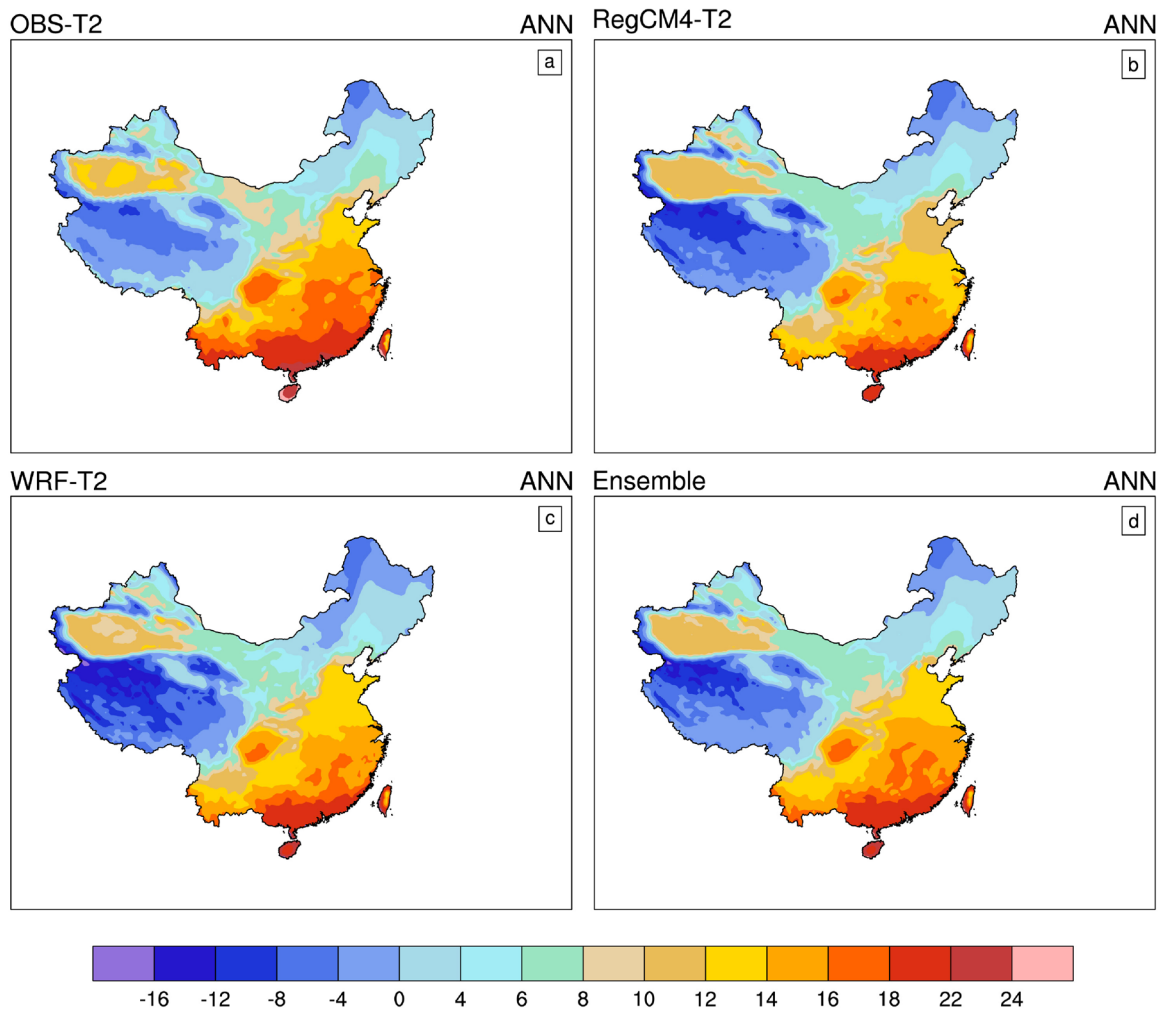 OBS-T2 ANN
a
RegCM4-T2 ANN
b
WRF-T2 ANN
c
Ensemble ANN
d
-16 -12 -8 -4 0 4 6 8 10 12 14 16 18 22 24